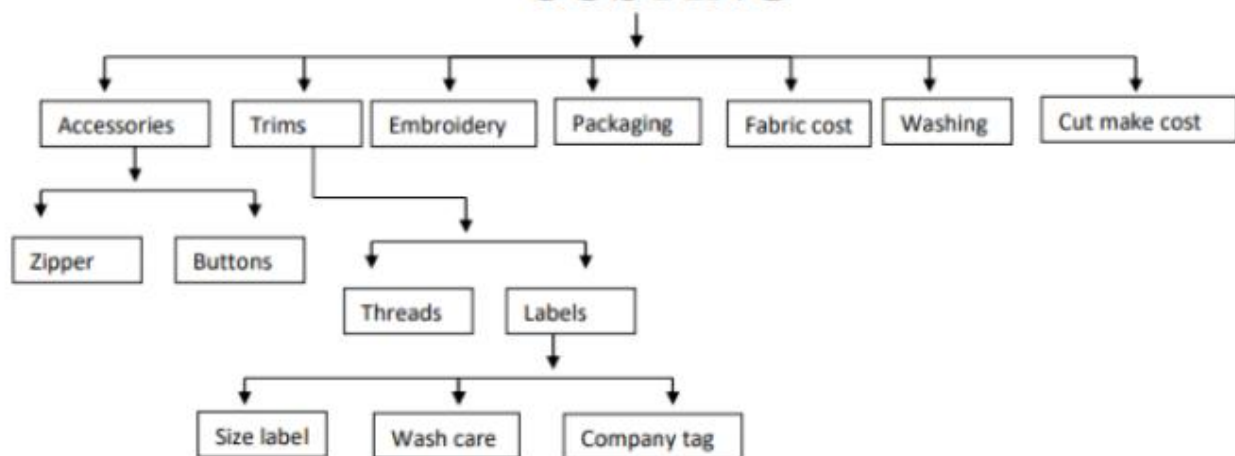 Accessories Trims Embroidery Packaging Fabric cost Washing Cut make cost
Zipper Buttons
Threads Labels
Size label Wash care Company tag